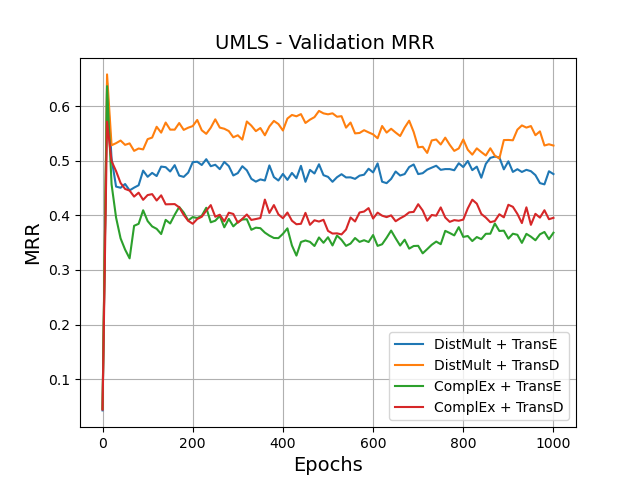 UMLS - Validation MRR
MRR
0.6
0.5
0.4
0.3
0.2
0.1
0
200
400
600
800
1000
Epochs
DistMult + TransE
DistMult + TransD
ComplEx + TransE
ComplEx + TransD